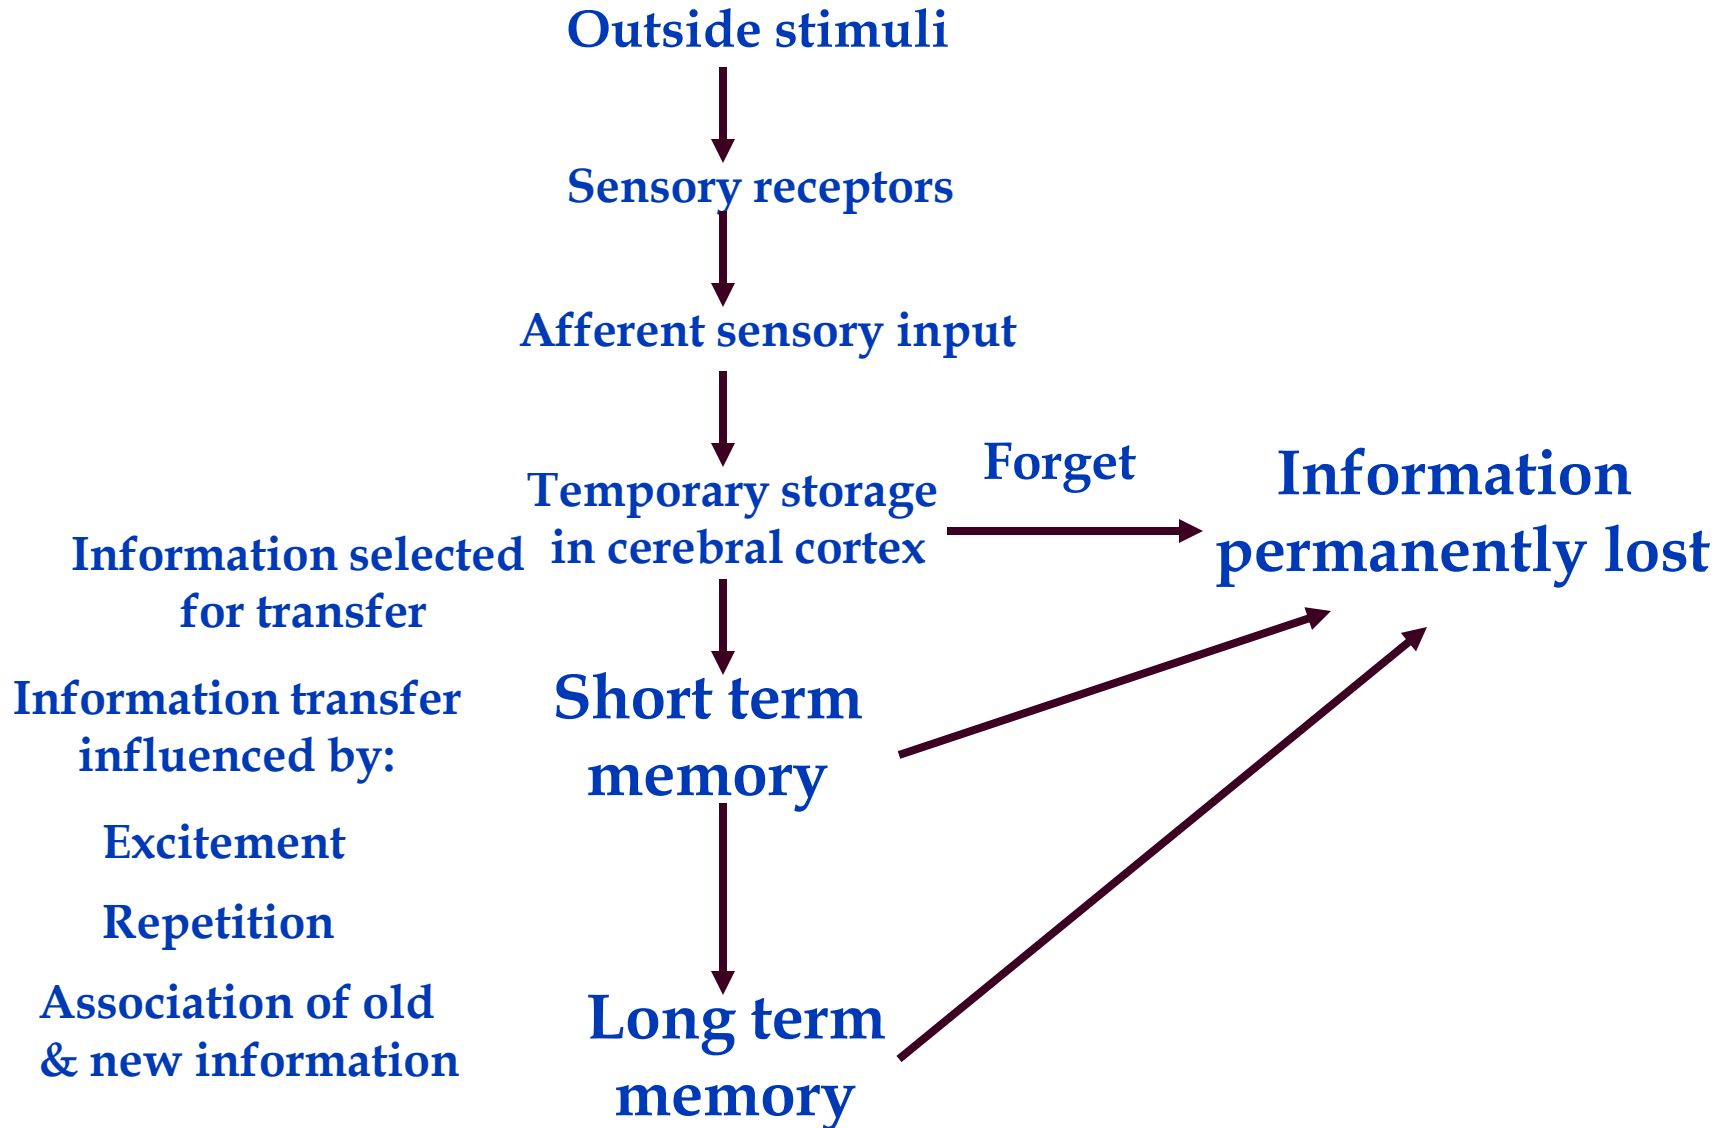 Outside stimuli
Sensory receptors
Afferent sensory input
Temporary storage
in cerebral cortex
Forget
Information
permanently lost
Information selected
for transfer
Short term
memory
Information transfer
influenced by:
Excitement
Repetition
Association of old
& new information
Long term
memory